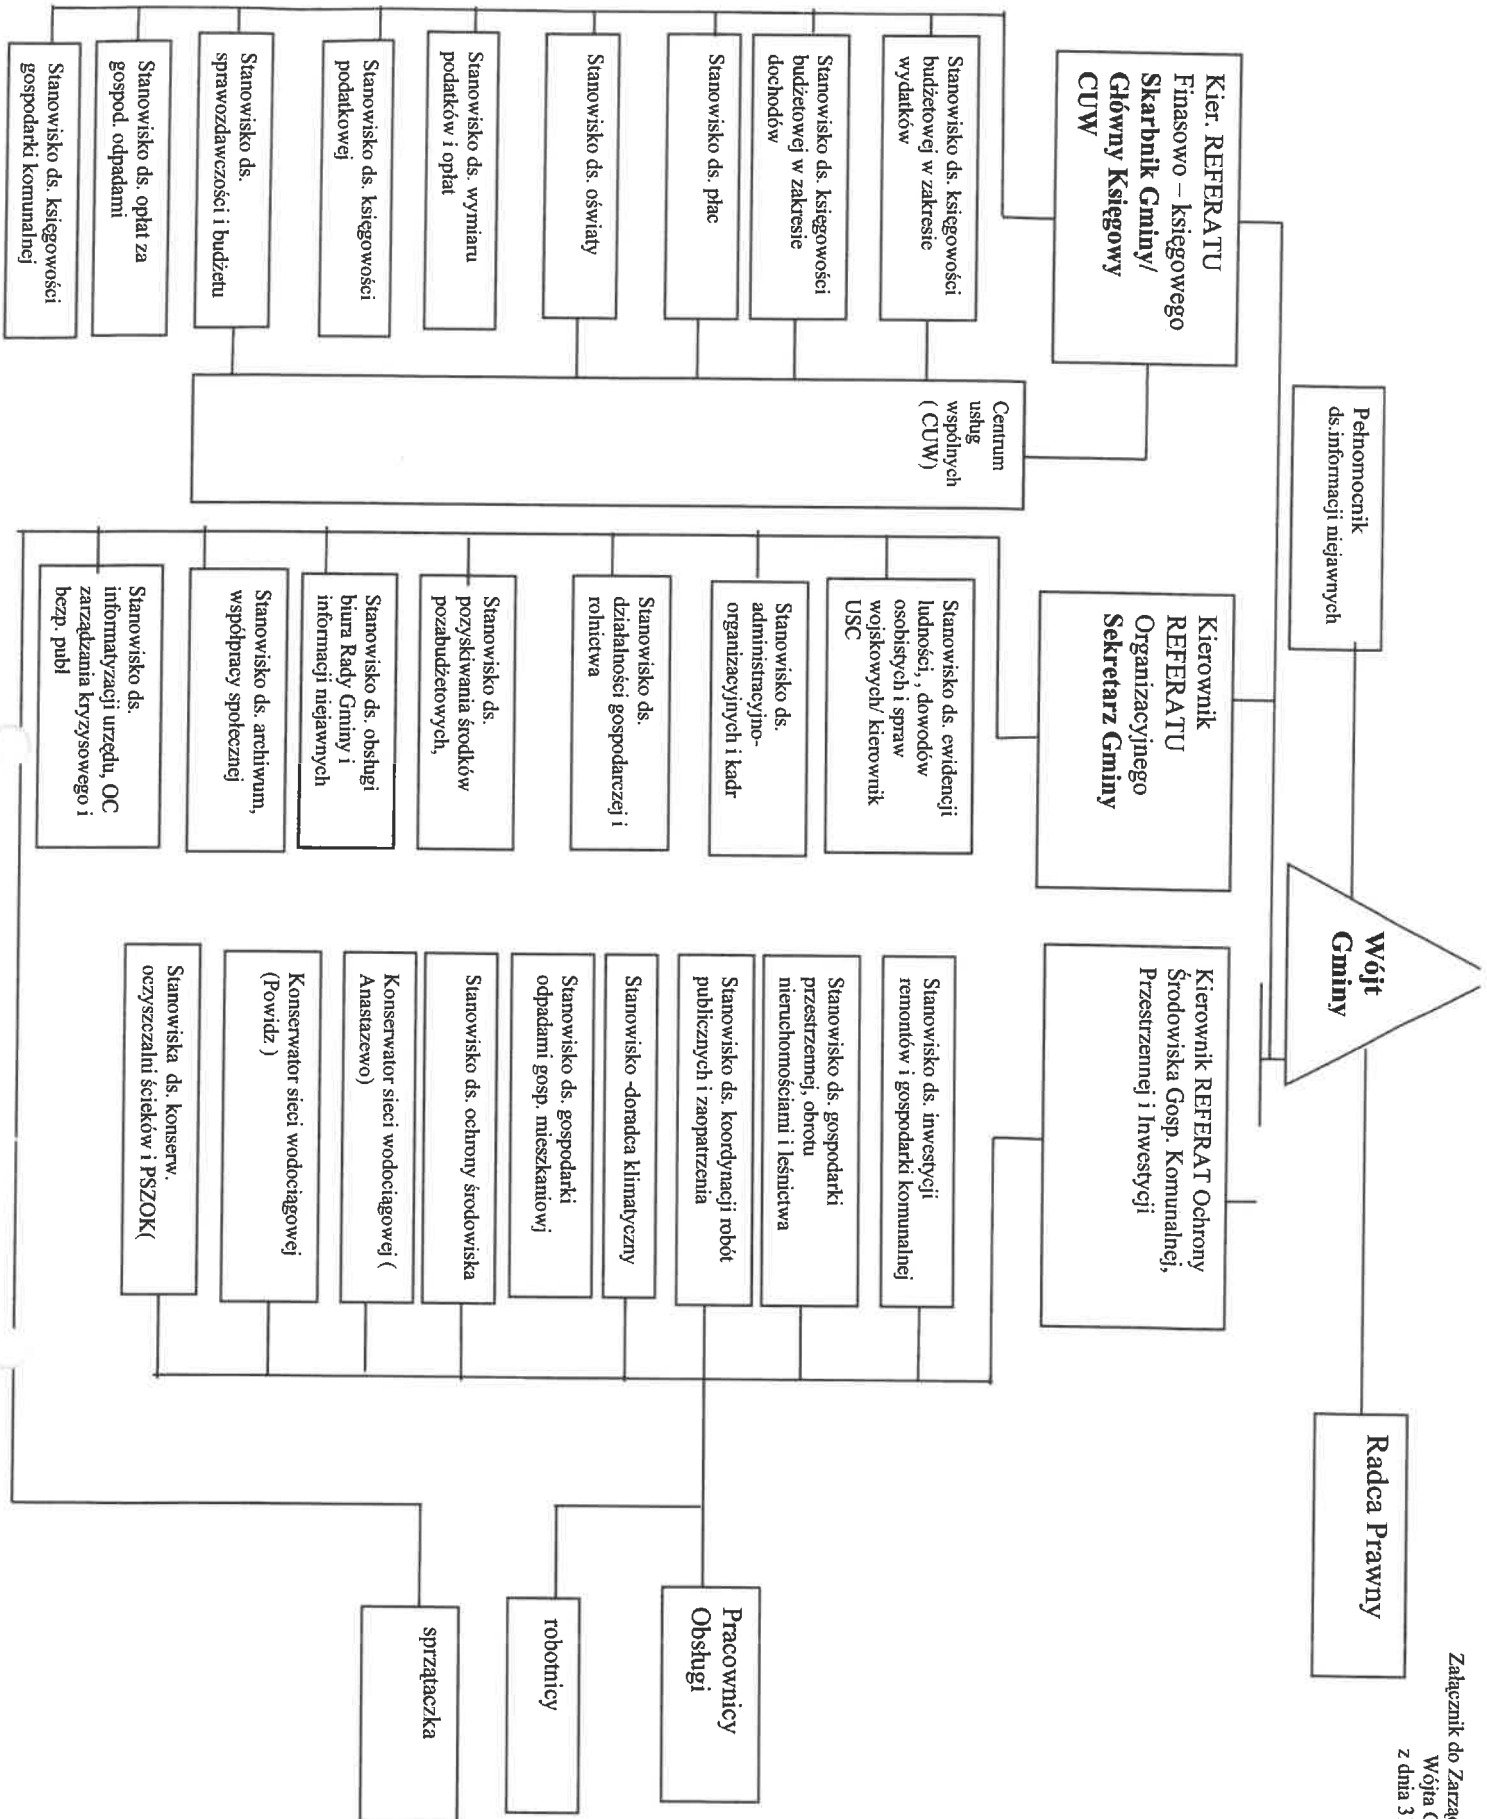 Załącznik do Zarząd
Wójta G
z dnia 3
Wójt
Gminy
Pełnomocnik
ds.informacji niejawnych
Radca Prawny
Kier. REFERATU
Finasowo – księgowego
Skarbnik Gminy/
Główny Księgowy
CUW
Kierownik
REFERATU
Organizacyjnego
Sekretarz Gminy
Kierownik REFERAT Ochrony
Środowiska Gosp. Komunalnej,
Przestrzennej i Inwestycji
Stanowisko ds. księgowości
budżetowej w zakresie
wydatków
Stanowisko ds. księgowości
budżetowej w zakresie
dochodów
Stanowisko ds. płac
Stanowisko ds. oświaty
Stanowisko ds. wymiaru
podatków i opłat
Stanowisko ds. księgowości
podatkowej
Stanowisko ds.
sprawozdawczości i budżetu
Stanowisko ds. opłat za
gospod. odpadami
Stanowisko ds. księgowości
gospodarki komunalnej
Centrum
usług
wspólnych
( CUW)
Stanowisko ds. ewidencji
ludności, , dowodów
osobistych i spraw
wojskowych/ kierownik
USC
Stanowisko ds.
administracyjno-
organizacyjnych i kadr
Stanowisko ds.
działalności gospodarczej i
rolnictwa
Stanowisko ds.
pozyskiwania środków
pozabudżetowych,
Stanowisko ds. obsługi
biura Rady Gminy i
informacji niejawnych
Stanowisko ds. archiwum,
współpracy społecznej
Stanowisko ds.
informatyzacji urzędu, OC
zarządzania kryzysowego i
bezp. publ
Stanowisko ds. inwestycji
remontów i gospodarki komunalnej
Stanowisko ds. gospodarki
przestrzennej, obrotu
nieruchomościami i leśnictwa
Stanowisko ds. koordynacji robót
publicznych i zaopatrzenia
Stanowisko -doradca klimatyczny
Stanowisko ds. gospodarki
odpadami gosp. mieszkaniowj
Stanowisko ds. ochrony środowiska
Konserwator sieci wodociągowej (
Anastazewo)
Konserwator sieci wodociągowej
(Powidz )
Stanowiska ds. konserw.
oczyszczalni ścieków i PSZOK(
Pracownicy
Obsługi
robotnicy
sprzątaczka